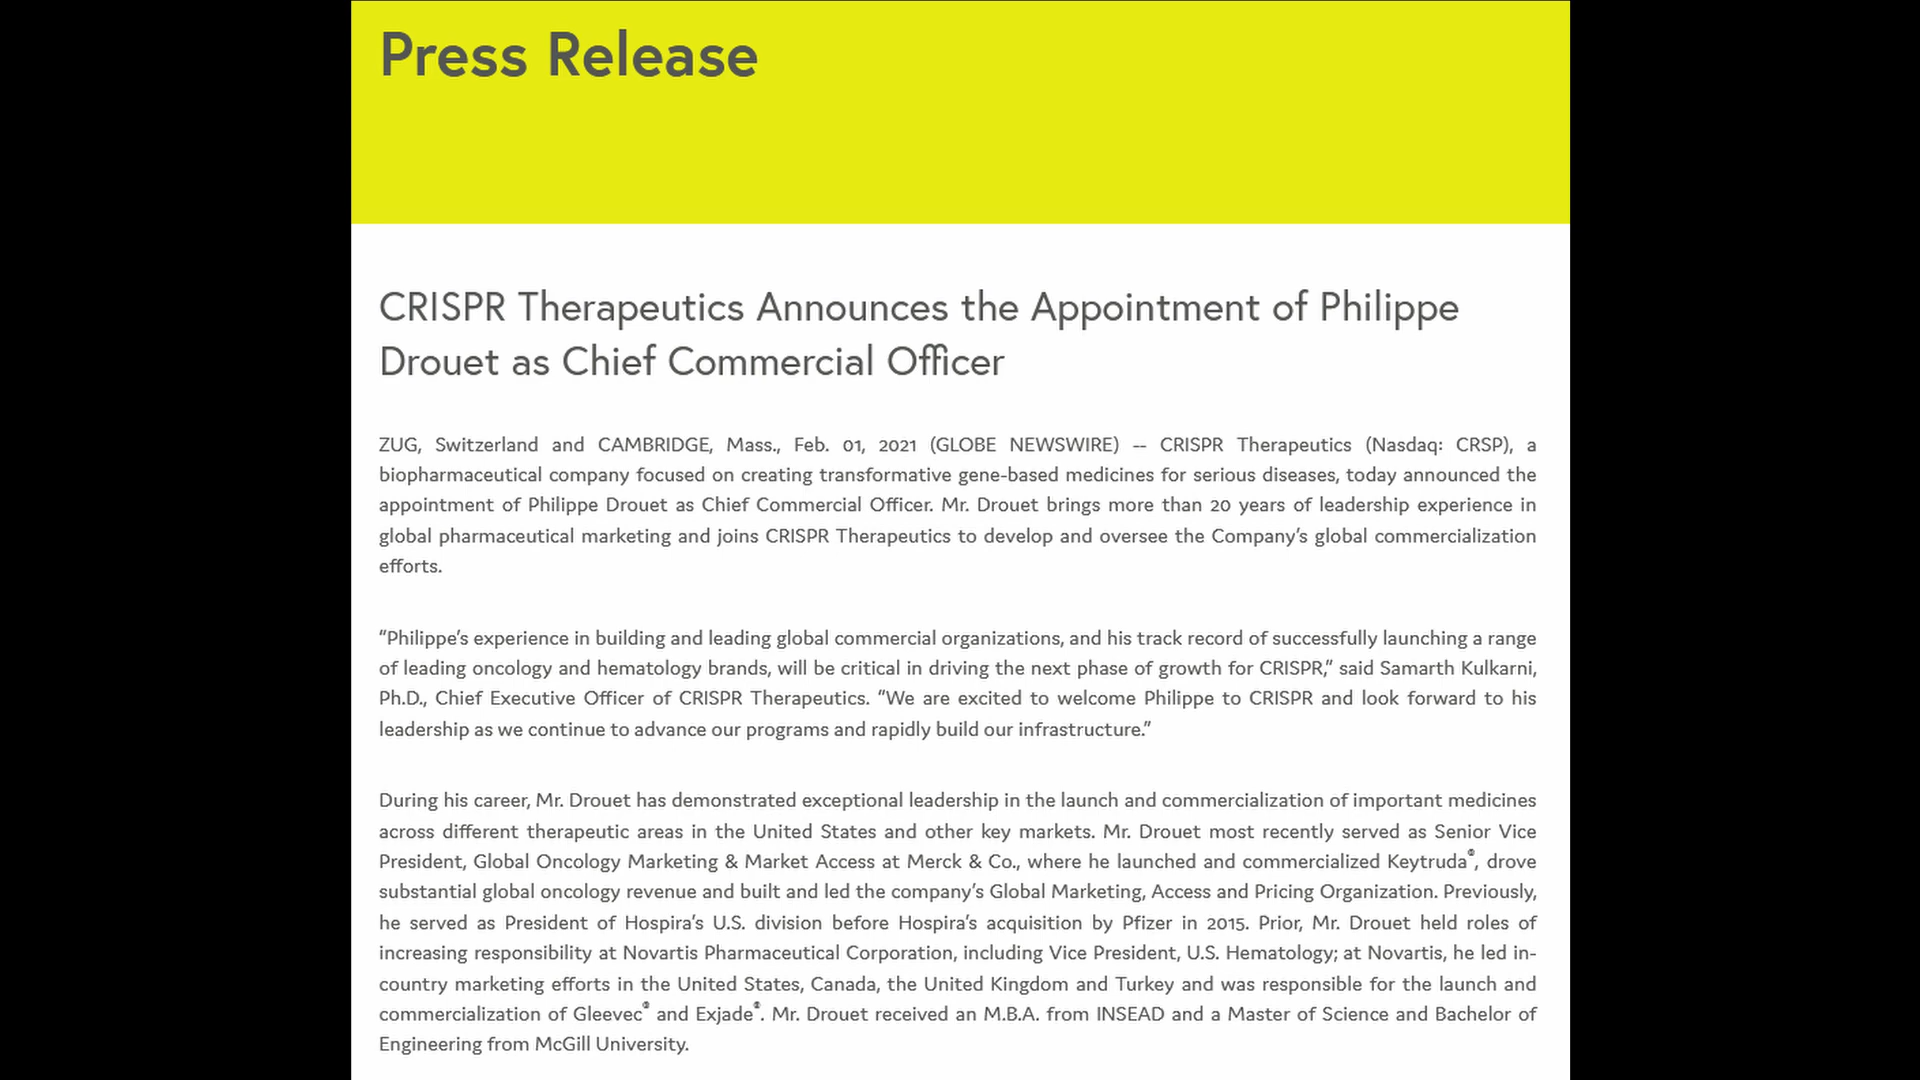 Press Release
CRISPR Therapeutics Announces the Appointment of Philippe
Drouet as Chief Commercial Officer
ZUG, Switzerland and CAMBRIDGE, Mass., Feb. 01, 2021 (GLOBE NEWSWIRE) -- CRISPR Therapeutics (Nasdaq: CRSP), a
biopharmaceutical company focused on creating transformative gene-based medicines for serious diseases, today announced the
appointment of Philippe Drouet as Chief Commercial Officer. Mr. Drouet brings more than 20 years of leadership experience in
global pharmaceutical marketing and joins CRISPR Therapeutics to develop and oversee the Company’s global commercialization
efforts.
“Philippe’s experience in building and leading global commercial organizations, and his track record of successfully launching a range
of leading oncology and hematology brands, will be critical in driving the next phase of growth for CRISPR,” said Samarth Kulkarni,
Ph.D., Chief Executive Officer of CRISPR Therapeutics. “We are excited to welcome Philippe to CRISPR and look forward to his
leadership as we continue to advance our programs and rapidly build our infrastructure.”
During his career, Mr. Drouet has demonstrated exceptional leadership in the launch and commercialization of important medicines
across different therapeutic areas in the United States and other key markets. Mr. Drouet most recently served as Senior Vice
President, Global Oncology Marketing & Market Access at Merck & Co., where he launched and commercialized Keytruda®, drove
substantial global oncology revenue and built and led the company’s Global Marketing, Access and Pricing Organization. Previously,
he served as President of Hospira’s U.S. division before Hospira’s acquisition by Pfizer in 2015. Prior, Mr. Drouet held roles of
increasing responsibility at Novartis Pharmaceutical Corporation, including Vice President, U.S. Hematology; at Novartis, he led in-
country marketing efforts in the United States, Canada, the United Kingdom and Turkey and was responsible for the launch and
commercialization of Gleevec® and Exjade®. Mr. Drouet received an M.B.A. from INSEAD and a Master of Science and Bachelor of
Engineering from McGill University.